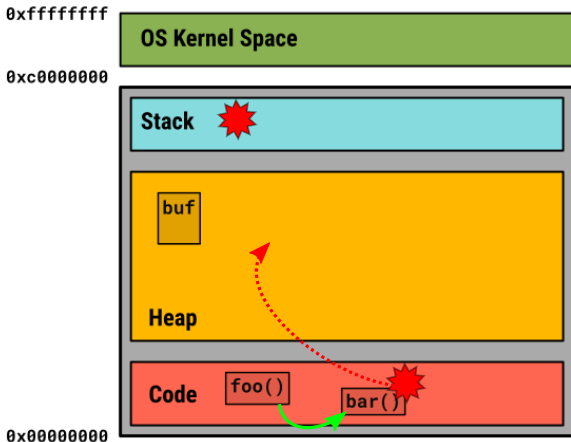 0xffffffff
OS Kernel Space
0xc0000000
Stack
buf
Heap
Code
foo()
bar()
0x00000000